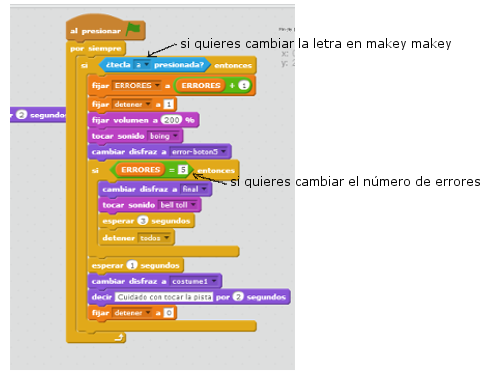 al presionar
por siempre
si quieres cambiar la letra en makey makey
si ¿tecla a presionada? entonces
fijar ERRORES a ERRORES + 1
fijar detener a 1
2 segundos
fijar volumen a 200 %
tocar sonido boing
cambiar disfraz a error-boton5
si ERRORES = 5 entonces
si quieres cambiar el número de errores
cambiar disfraz a final
tocar sonido bell toll
esperar 3 segundos
detener todos
esperar 1 segundos
cambiar disfraz a costume1
decir Cuidado con tocar la pista por 2 segundos
fijar detener a 0